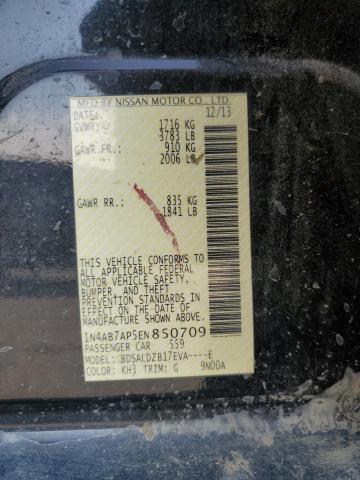 MFD BY NISSAN MOTOR CO., LTD.
DATE: 12/13
GVWR: 1716 KG
3783 LB
GAWR FR.: 910 KG
2006 LB
GAWR RR.: 835 KG
1841 LB
THIS VEHICLE CONFORMS TO
ALL APPLICABLE FEDERAL
MOTOR VEHICLE SAFETY,
BUMPER, AND THEFT
PREVENTION STANDARDS IN
EFFECT ON THE DATE OF
MANUFACTURE SHOWN ABOVE.
1N4AB7AP5EN850709
PASSENGER CAR 559
MODEL: BDSALDZB17EVA----E
COLOR: KH3 TRIM: G 9N00A